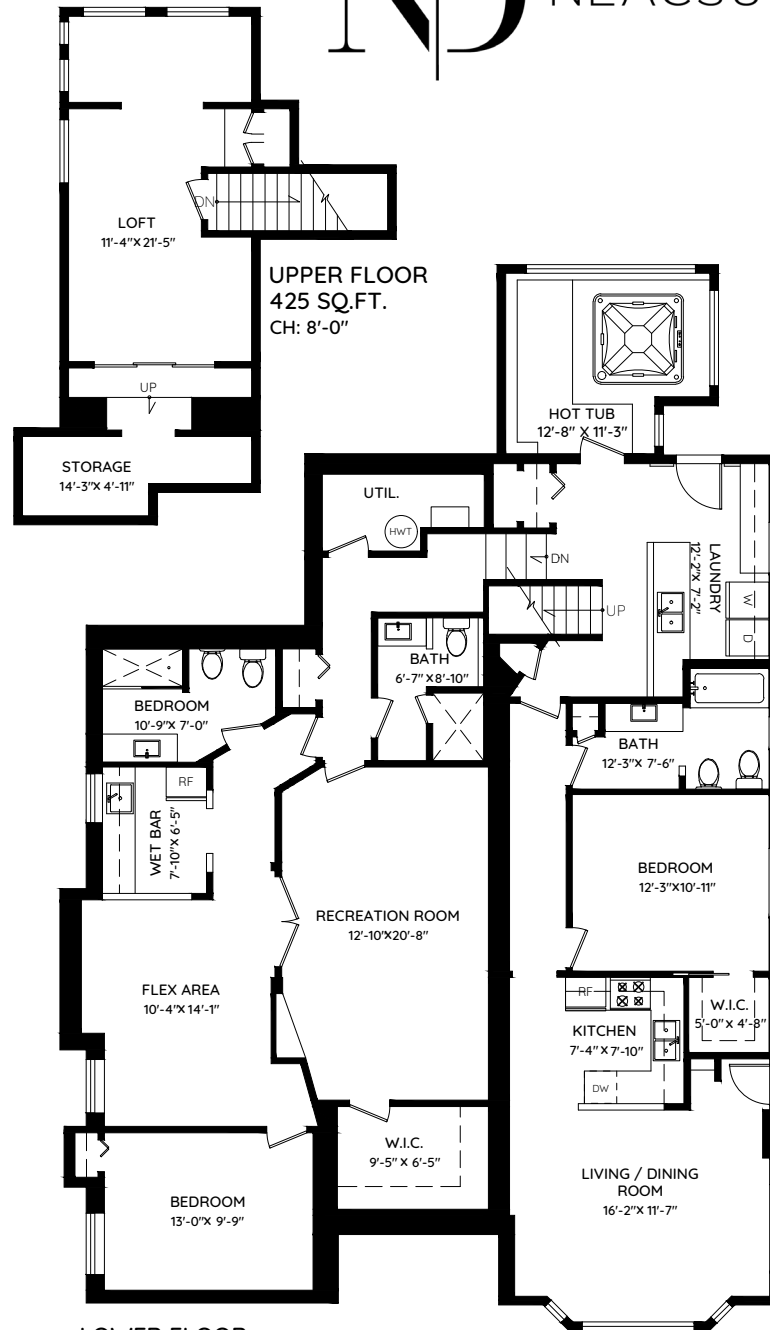 ND
NEACSU
LOFT
11'-4" X 21'-5"
DN
UPPER FLOOR
425 SQ.FT.
CH: 8'-0"
UP
STORAGE
14'-3" X 4'-11"
HOT TUB
12'-8" X 11'-3"
UTIL.
HWT
DN
UP
LAUNDRY
12'-2" X 7'-2"
W
D
BATH
6'-7" X 8'-10"
BEDROOM
10'-9" X 7'-0"
BATH
12'-3" X 7'-6"
RF
WET BAR
7'-10" X 6'-5"
BEDROOM
12'-3" X 10'-11"
RECREATION ROOM
12'-10" X 20'-8"
FLEX AREA
10'-4" X 14'-1"
RF
W.I.C.
5'-0" X 4'-8"
KITCHEN
7'-4" X 7'-10"
DW
W.I.C.
9'-5" X 6'-5"
LIVING / DINING
ROOM
16'-2" X 11'-7"
BEDROOM
13'-0" X 9'-9"
LOWER FLOOR